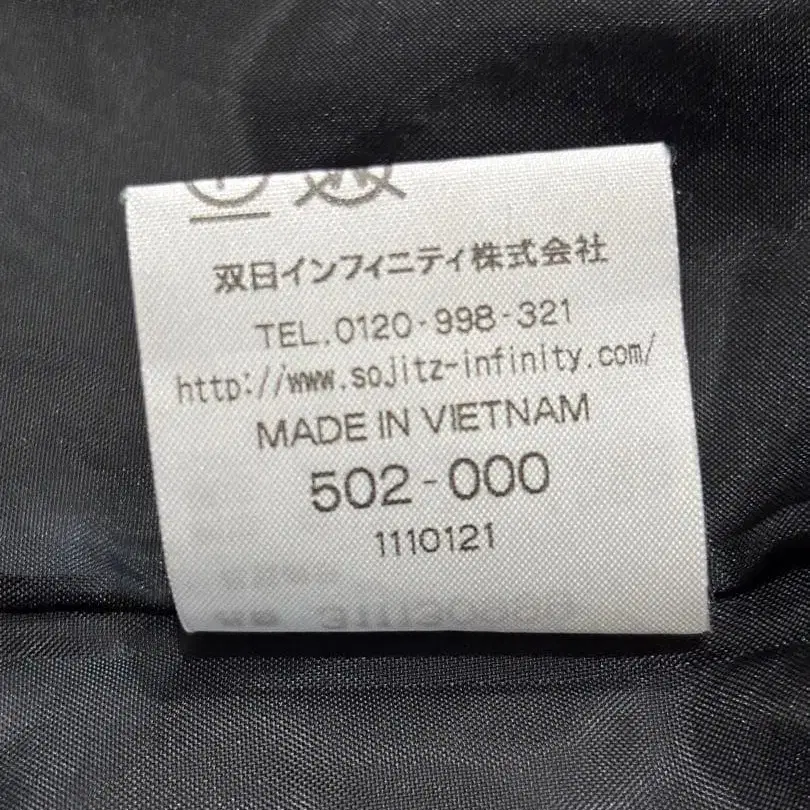 双日インフィニティ株式会社
TEL.0120-998-321
http://www.sojitz-infinity.com/
MADE IN VIETNAM
502-000
1110121